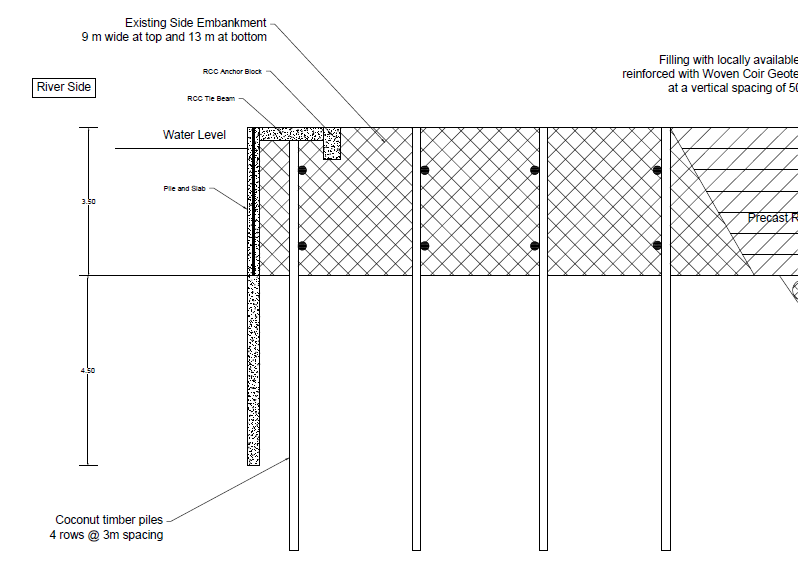 Existing Side Embankment
9 m wide at top and 13 m at bottom
Filling with locally available
reinforced with Woven Coir Geote
at a vertical spacing of 50
RCC Anchor Block
River Side
RCC Tie Beam
Water Level
Pile and Slab
3.50
Precast R
4.50
Coconut timber piles
4 rows @ 3m spacing